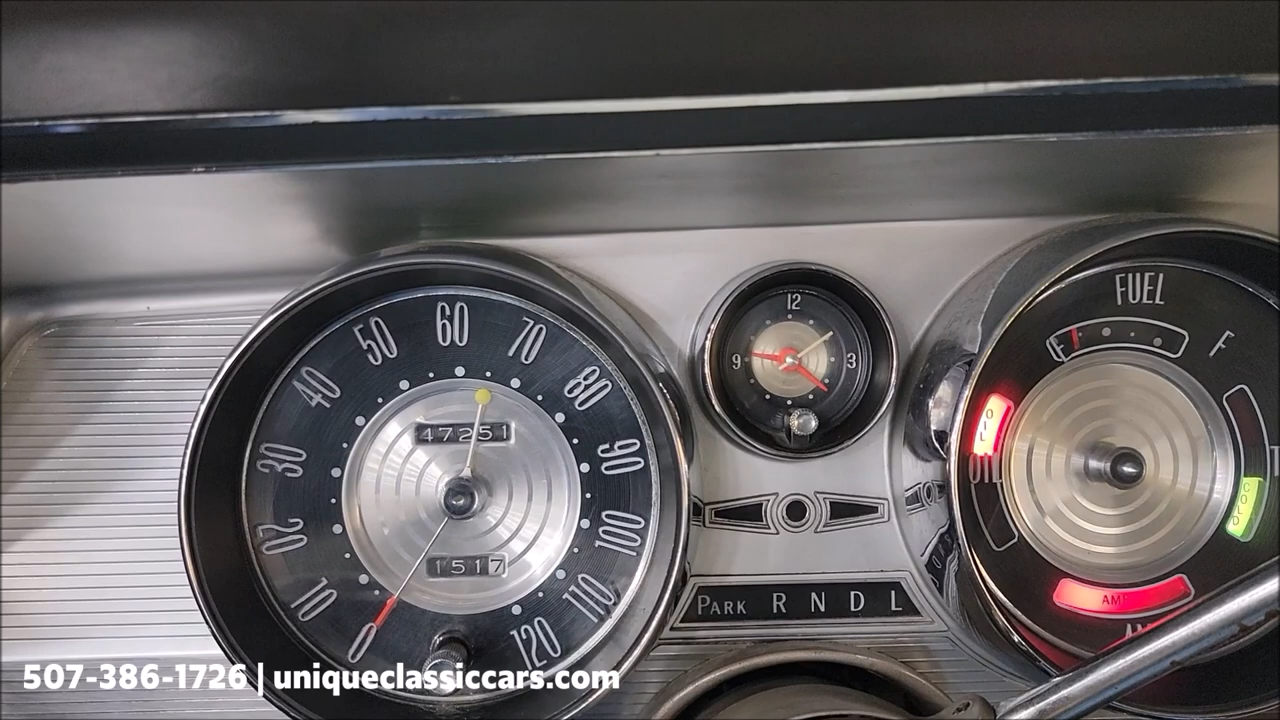 50 60 70
40 80
30 90
20 100
10 110
0 120
47251
1517
12
9 3
PARK R N D L
FUEL
F
OIL
OIL
COLD
AMP
507-386-1726 | uniqueclassiccars.com